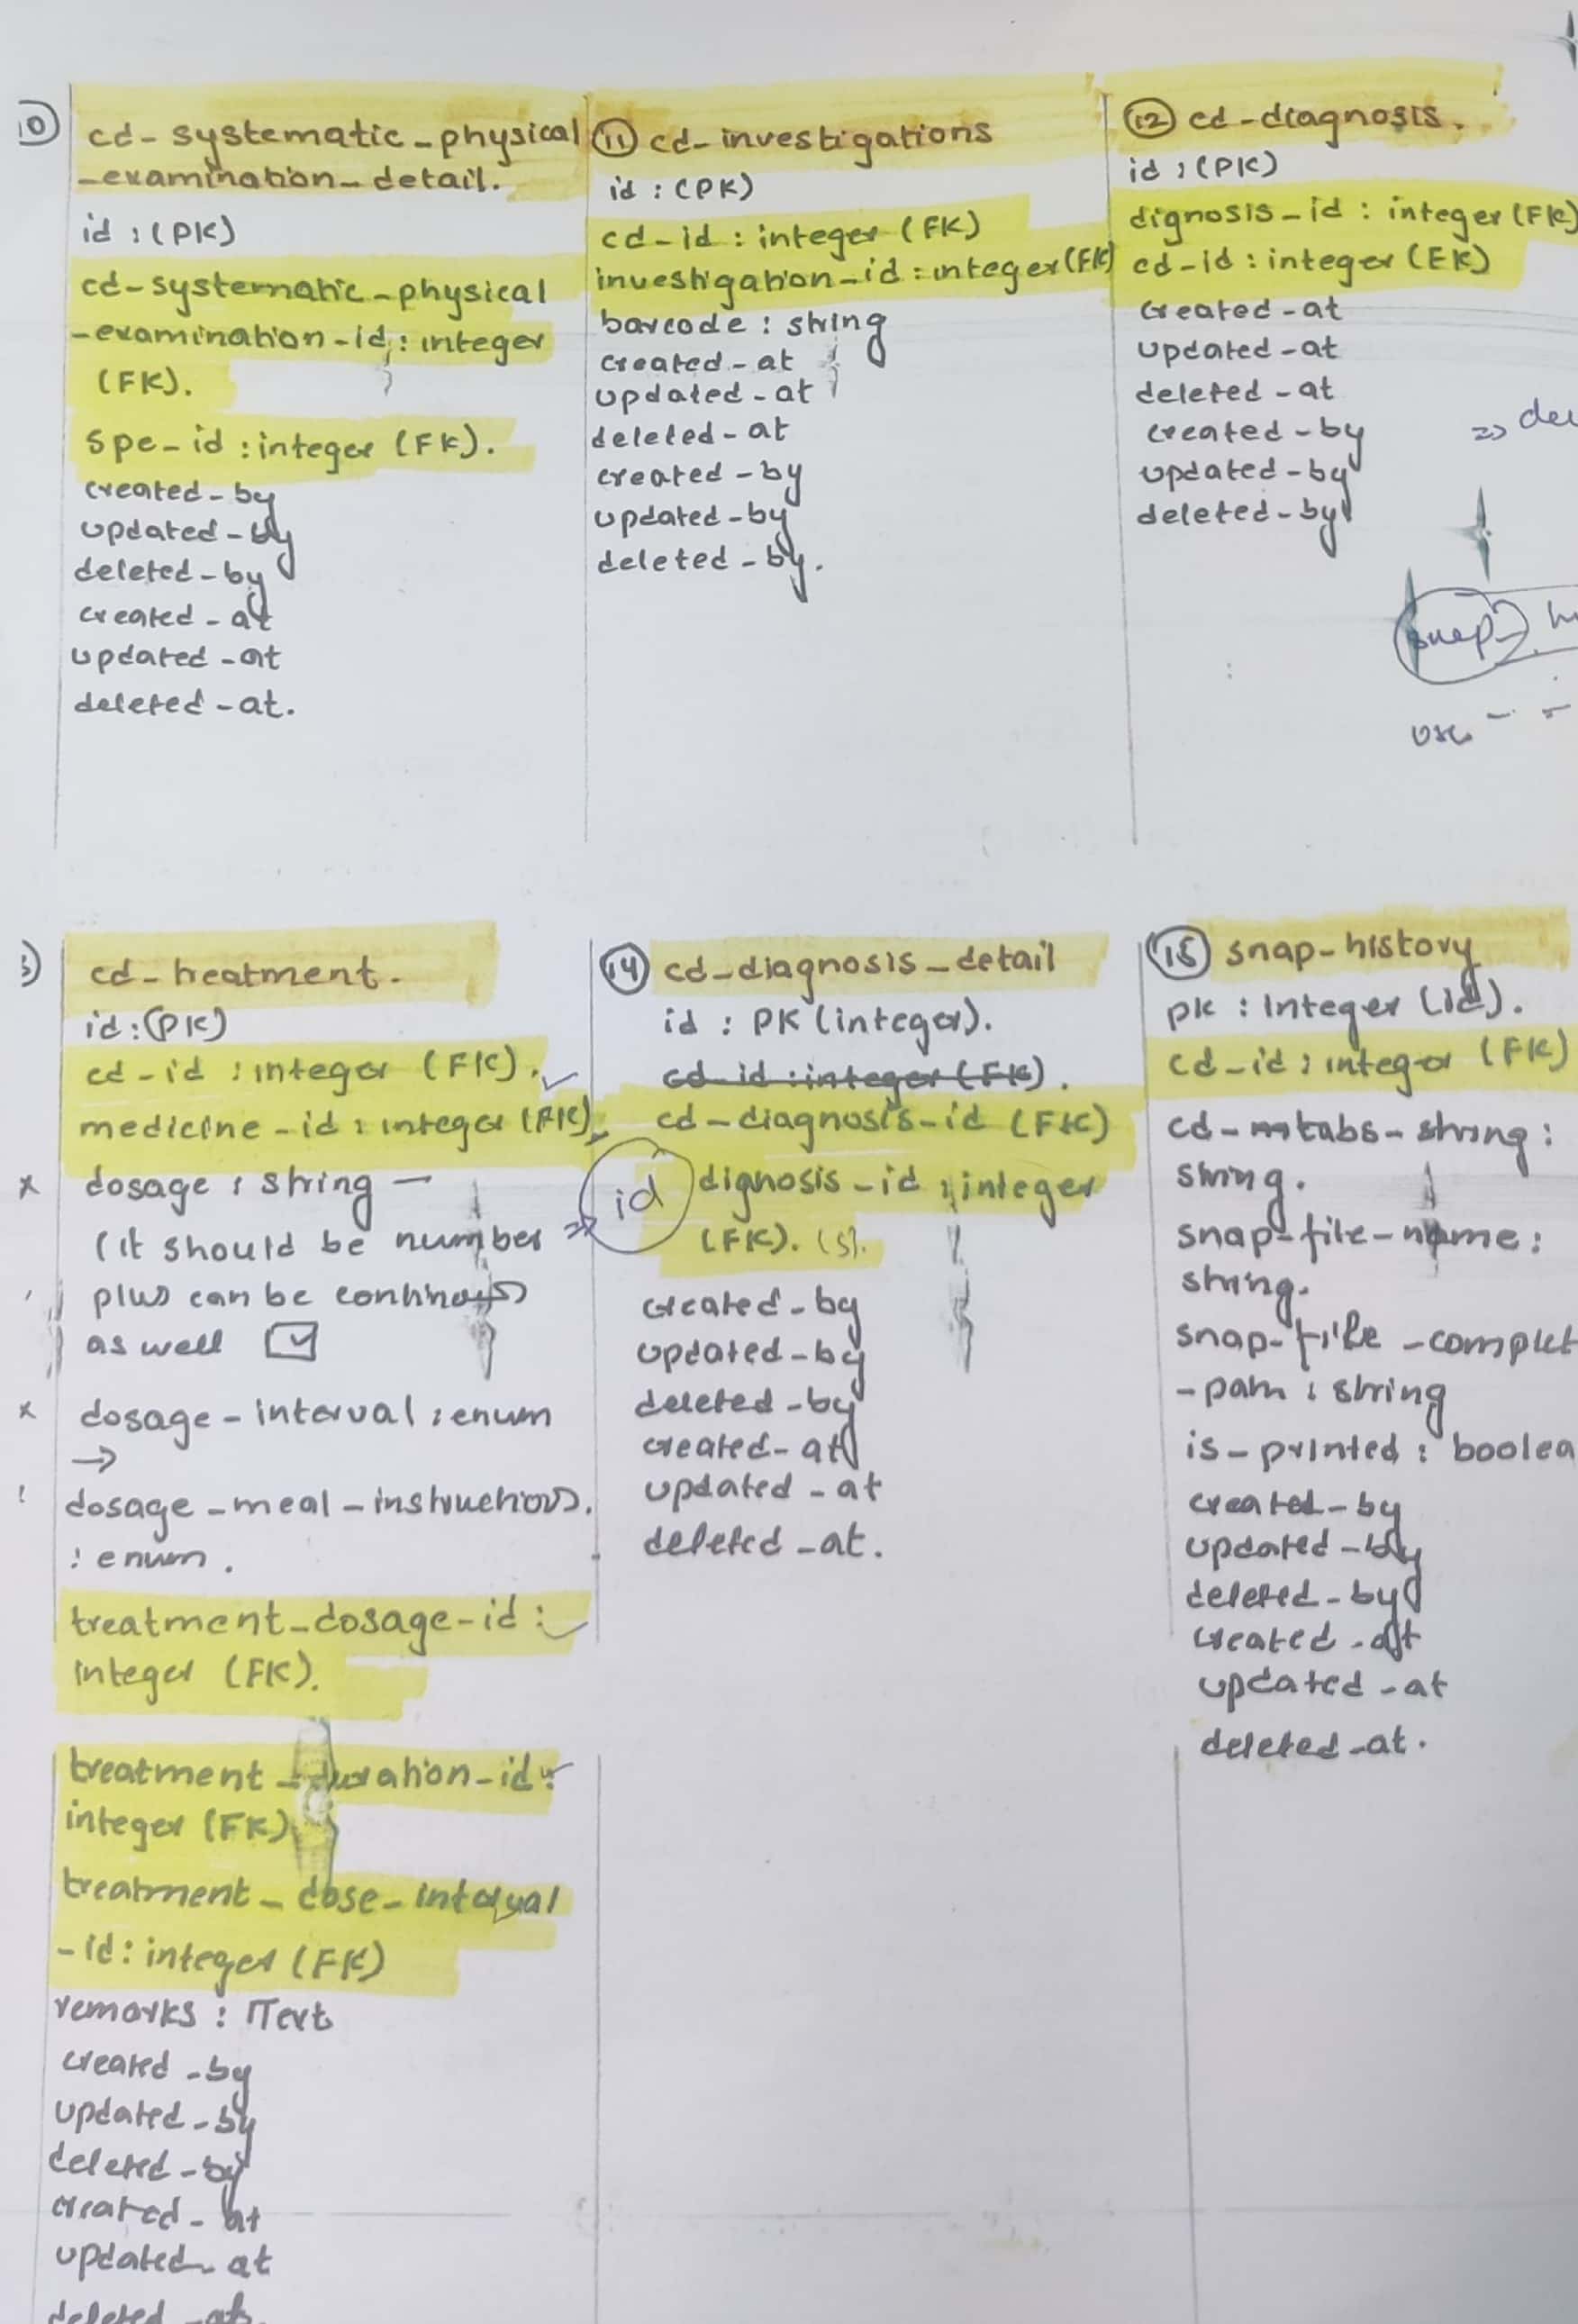 10
cd-systematic-physical
-examination-detail.
id : (PK)
cd-systematic-physical
-examination-id : integer
(FK).
spe-id : integer (FK).
created-by
updated-by
deleted-by
created-at
updated-at
deleted-at.
11 cd-investigations
id : (PK)
cd-id : integer (FK)
investigation-id : integer (FK)
barcode : string
created-at
updated-at
deleted-at
created-by
updated-by
deleted-by.
12 cd-diagnosis.
id : (PK)
dignosis-id : integer (FK)
cd-id : integer (FK)
created-at
updated-at
deleted-at
created-by
updated-by
deleted-by
snap
cd-treatment.
id : (PK)
cd-id : integer (FK).
medicine-id : integer (FK)
x dosage : string -
(it should be number
plus can be continous
as well
x dosage-interval : enum
→
dosage-meal-instructions.
: enum.
treatment-dosage-id :
integer (FK).
treatment-duration-id :
integer (FK)
treatment-dose-interval
-id : integer (FK)
remarks : Text
created-by
updated-by
deleted-by
created-at
updated-at
deleted-at.
14 cd-diagnosis-detail
id : PK (integer).
cd-id : integer (FK).
cd-diagnosis-id (FK)
id
dignosis-id : integer
(FK). (s).
created-by
updated-by
deleted-by
created-at
updated-at
deleted-at.
15 snap-history
pk : Integer (id).
cd-id : integer (FK)
cd-tabs-string :
string.
snap-file-name :
string.
snap-file-complet
-path : string
is-printed : boolea
created-by
updated-by
deleted-by
created-at
updated-at
deleted-at.